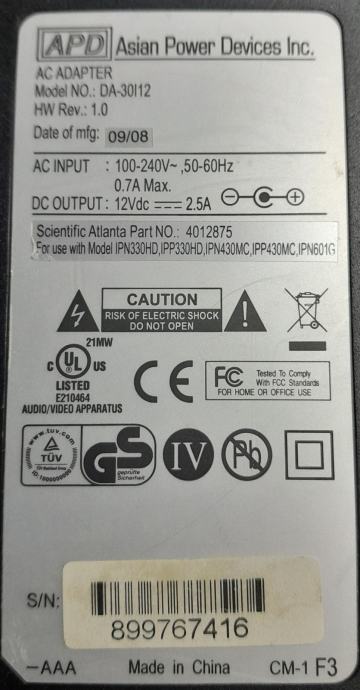 APD Asian Power Devices Inc.
AC ADAPTER
Model NO.: DA-30I12
HW Rev.: 1.0
Date of mfg: 09/08
AC INPUT : 100-240V~ ,50-60Hz
0.7A Max.
DC OUTPUT : 12Vdc 2.5A
Scientific Atlanta Part NO.: 4012875
For use with Model IPN330HD,IPP330HD,IPN430MC,IPP430MC,IPN601G
CAUTION
RISK OF ELECTRIC SHOCK
DO NOT OPEN
21MW
C UL US
LISTED
E210464
AUDIO/VIDEO APPARATUS
CE
FC Tested To Comply
With FCC Standards
FOR HOME OR OFFICE USE
www.tuv.com
TÜV
ID:1000000000
GS
geprüfte
Sicherheit
IV
Pb
S/N:
899767416
-AAA Made in China CM-1 F3